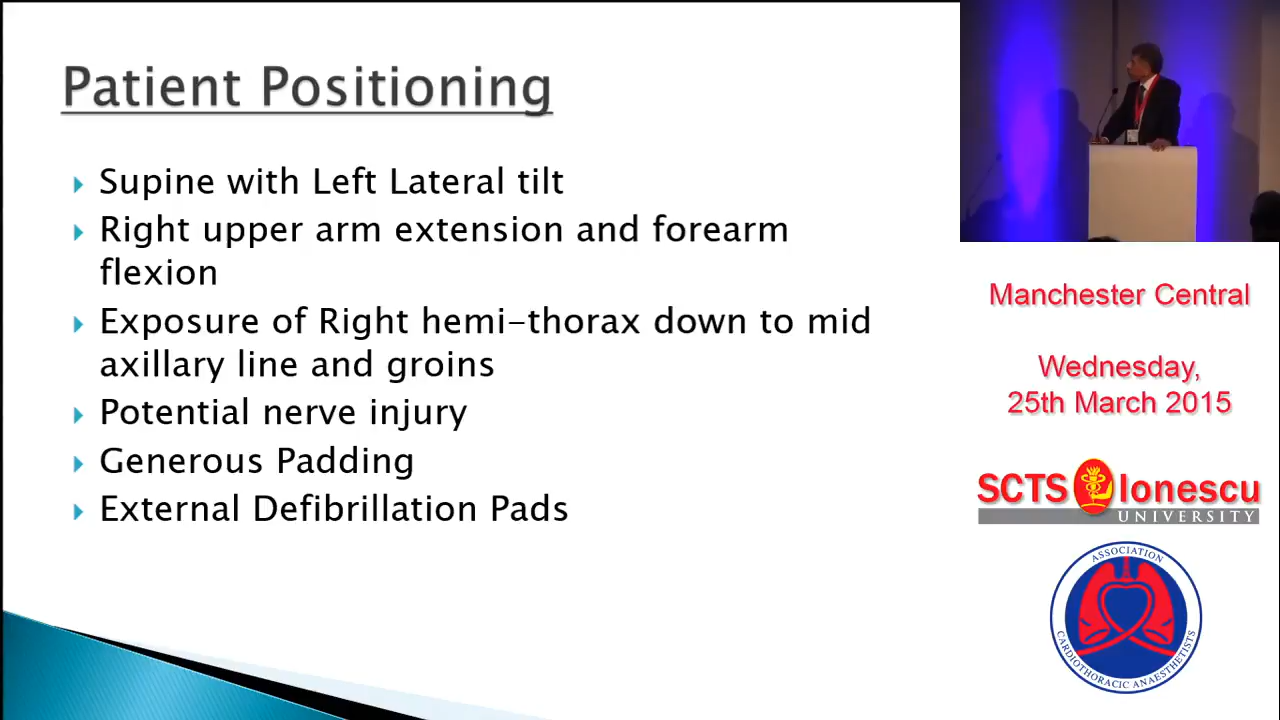 Patient Positioning
Supine with Left Lateral tilt
Right upper arm extension and forearm
flexion
Exposure of Right hemi-thorax down to mid
axillary line and groins
Potential nerve injury
Generous Padding
External Defibrillation Pads
Manchester Central
Wednesday,
25th March 2015
SCTS Ionescu
UNIVERSITY
ASSOCIATION
CARDIOTHORACIC ANAESTHETISTS